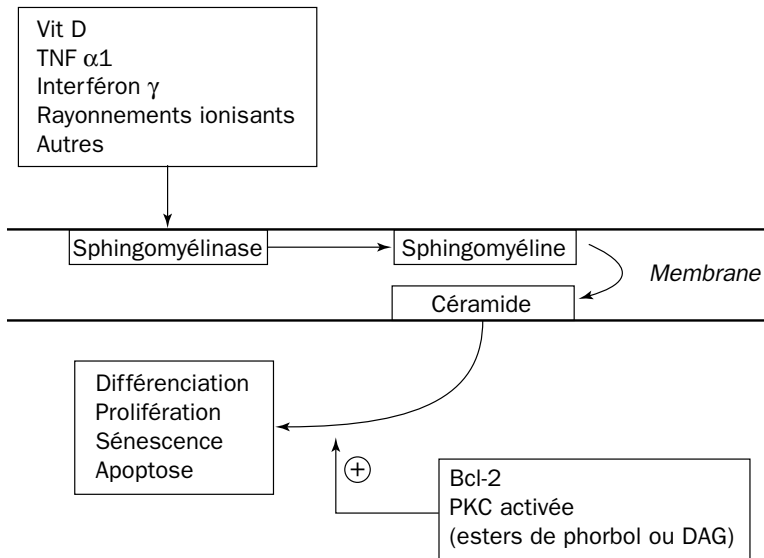 Vit D
TNF α1
Interféron γ
Rayonnements ionisants
Autres
Sphingomyélinase
Sphingomyéline
Membrane
Céramide
Différenciation
Prolifération
Sénescence
Apoptose
+
Bcl-2
PKC activée
(esters de phorbol ou DAG)